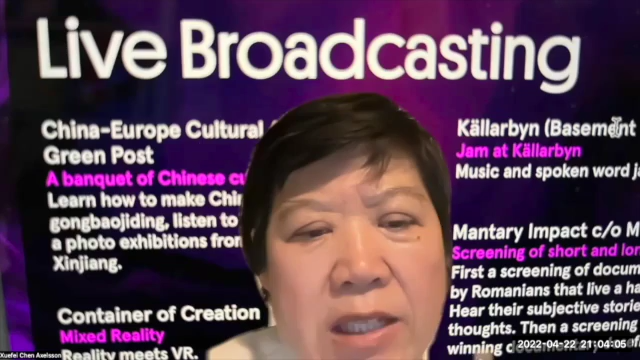 Live Broadcasting
China-Europe Cultural
Green Post
A banquet of Chinese cu
Learn how to make Chin
gongbaojiding, listen to
a photo exhibitions from
Xinjiang.
Container of Creation
Mixed Reality
Reality meets VR.
Källarbyn (Basement
Jam at Källarbyn
Music and spoken word ja
Mantary Impact c/o M
Screening of short and lon
First a screening of docum
by Romanians that live a ha
Hear their subjective storie
thoughts. Then a screening
winning d
2022-04-22 21:04:05
Xuefei Chen Axelsson